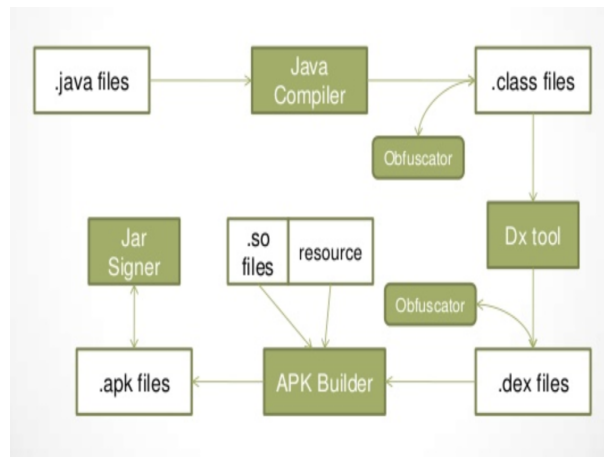 .java files
Java
Compiler
.class files
Obfuscator
Jar
Signer
.so
files
resource
Dx tool
Obfuscator
.apk files
APK Builder
.dex files